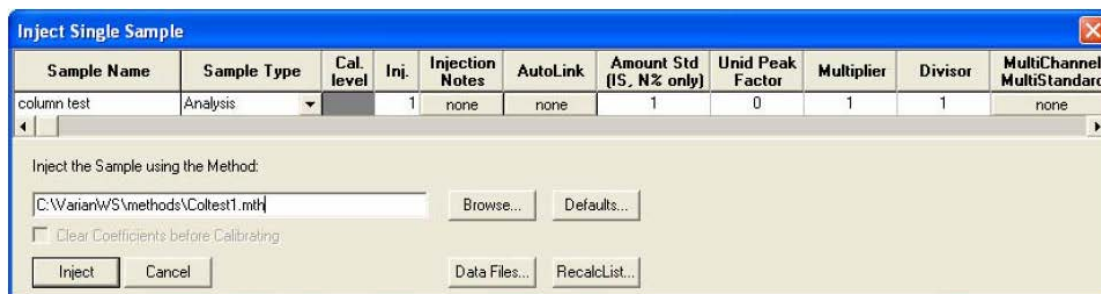 Inject Single Sample
Sample Name Sample Type Cal. level Inj. Injection Notes AutoLink Amount Std (IS, N% only) Unid Peak Factor Multiplier Divisor MultiChannel MultiStandard
column test Analysis 1 none none 1 0 1 1 none
Inject the Sample using the Method:
C:\VarianWS\methods\Coltest1.mth Browse... Defaults...
Clear Coefficients before Calibrating
Inject Cancel Data Files... RecalcList...